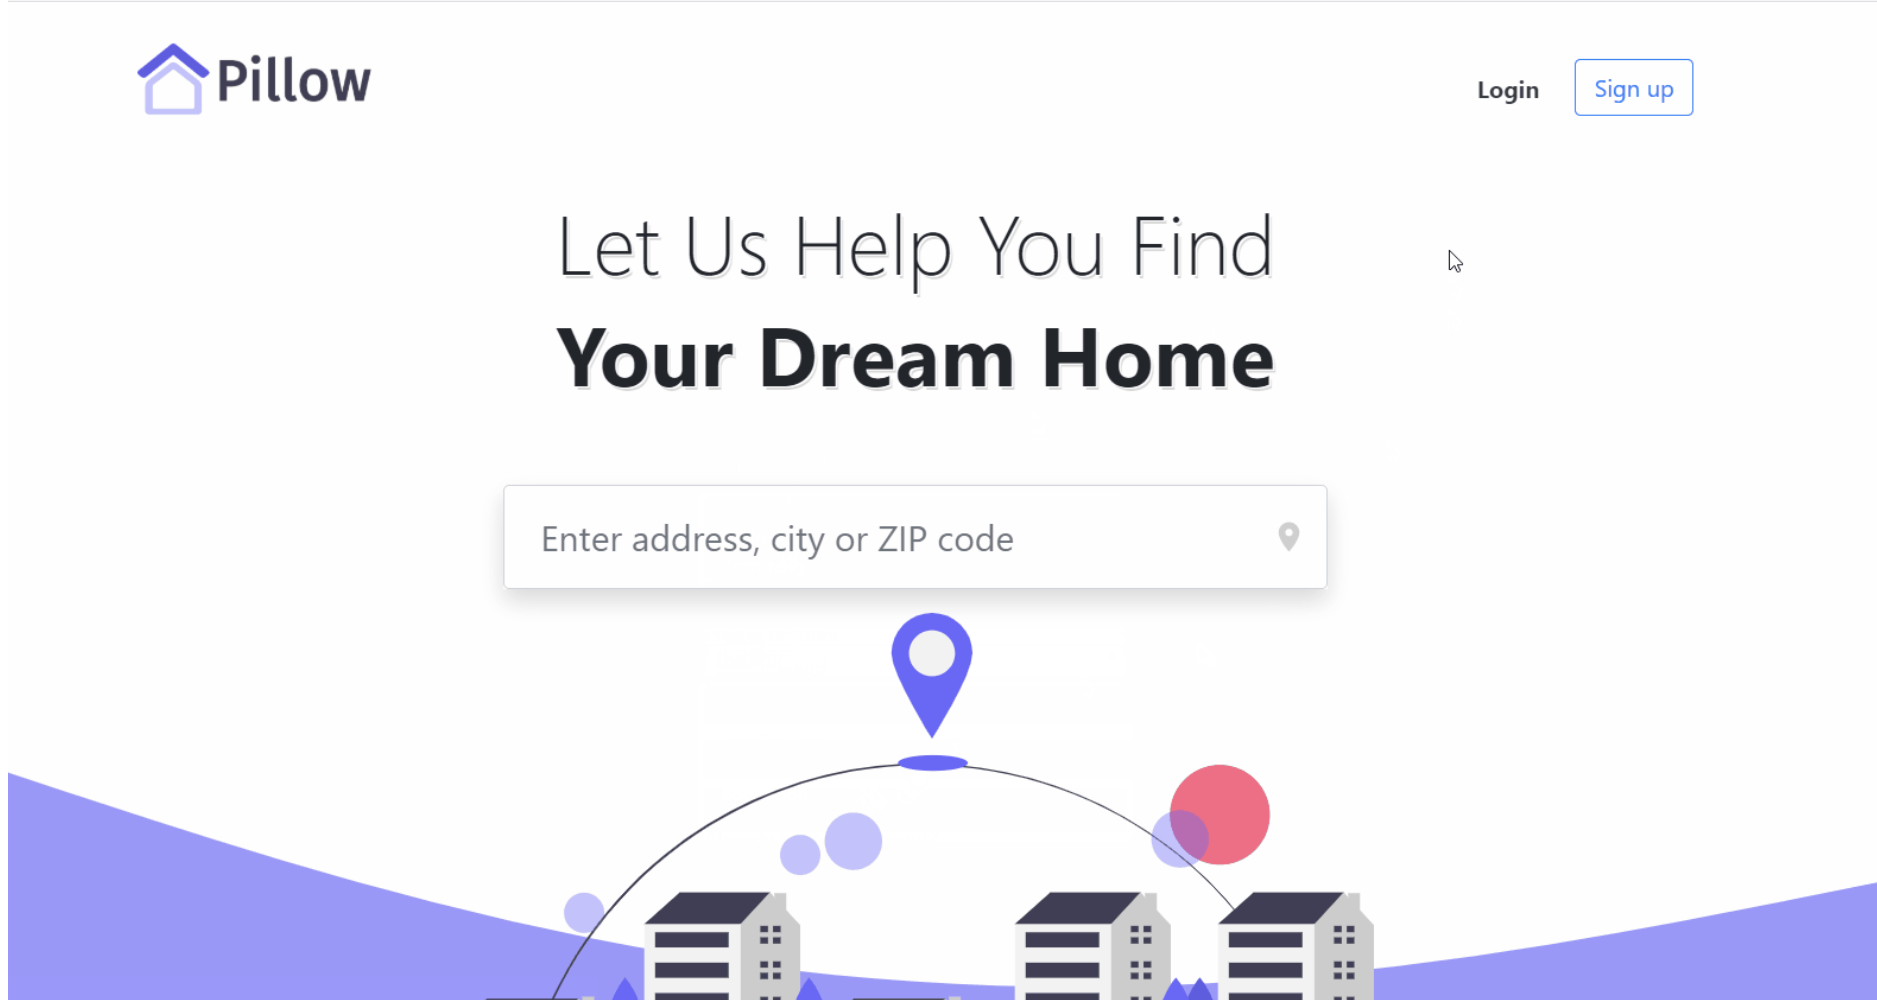 Pillow
Login
Sign up
Let Us Help You Find
Your Dream Home
Enter address, city or ZIP code